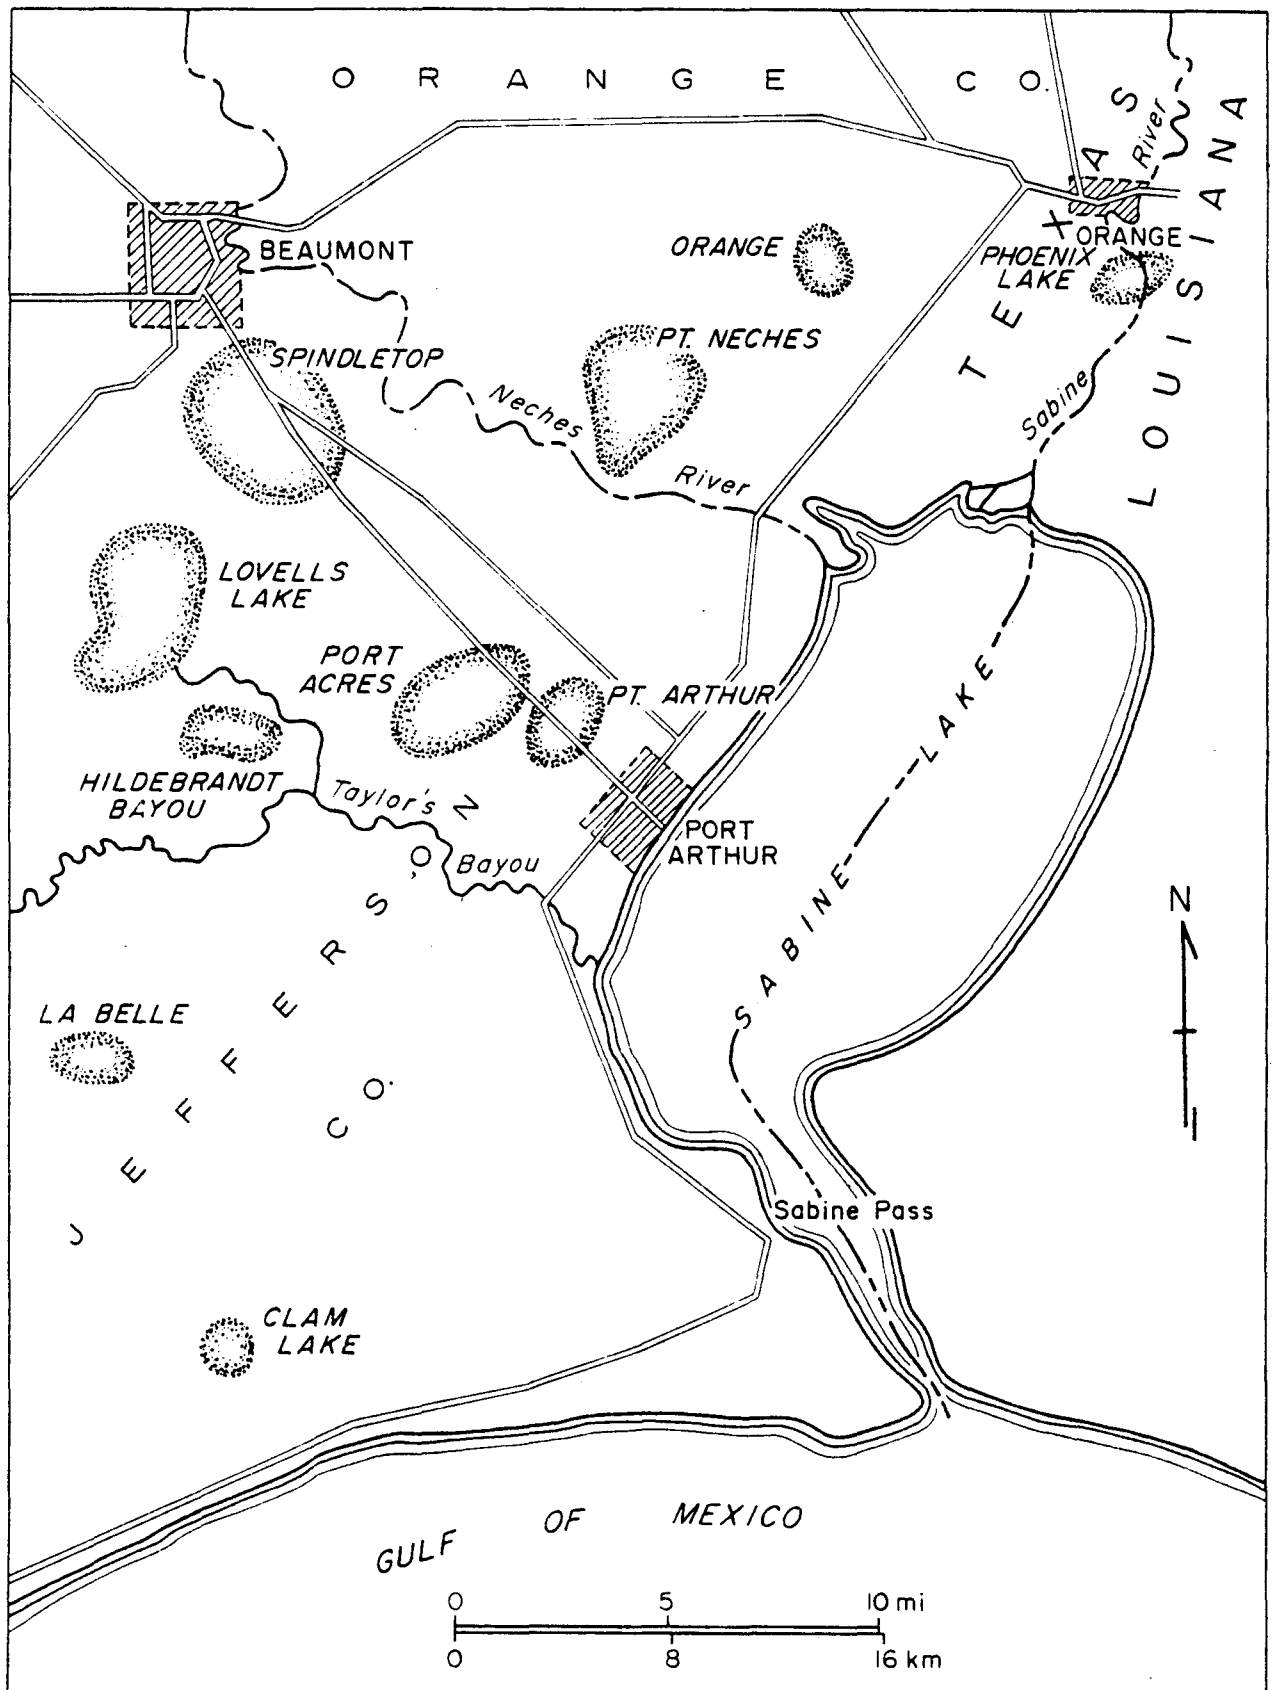 ORANGE CO.
TEXAS
River
LOUISIANA
BEAUMONT
ORANGE
ORANGE
PHOENIX
LAKE
SPINDLETOP
PT. NECHES
Neches
River
Sabine
LOVELLS
LAKE
PORT
ACRES
PT. ARTHUR
HILDEBRANDT
BAYOU
Taylor's
Bayou
PORT
ARTHUR
SABINE LAKE
N
LA BELLE
JEFFERSON
CO.
Sabine Pass
CLAM
LAKE
GULF OF MEXICO
0 5 10 mi
0 8 16 km